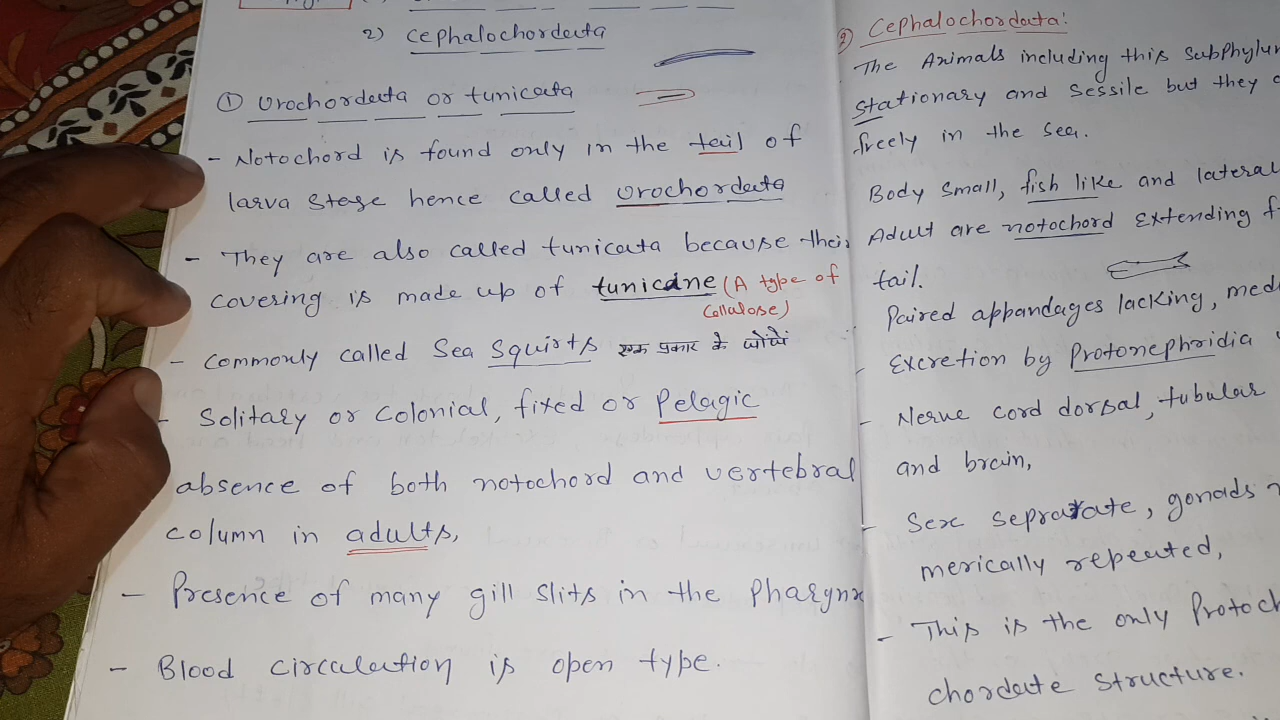 2) Cephalochordata
① Urochordata or tunicata
- Notochord is found only in the tail of
larva stage hence called Urochordata
- They are also called tunicata because their
covering is made up of tunicine (A type of
Cellulose)
- Commonly called Sea Squirts एक प्रकार के घोंघे
- Solitary or Colonial, fixed or Pelagic
absence of both notochord and vertebral
column in adults,
- Presence of many gill slits in the Pharynx
- Blood circulation is open type.
2) Cephalochordata:
The Animals including this Subphylum
Stationary and Sessile but they
freely in the Sea.
Body Small, fish like and lateral
Adult are notochord Extending
tail.
Paired appandages lacking,
- Excretion by Protonephridia
- Nerve cord dorsal, tubular
and brain,
- Sex seprarate, gonads
merically repeated,
- This is the only
chordate Structure.